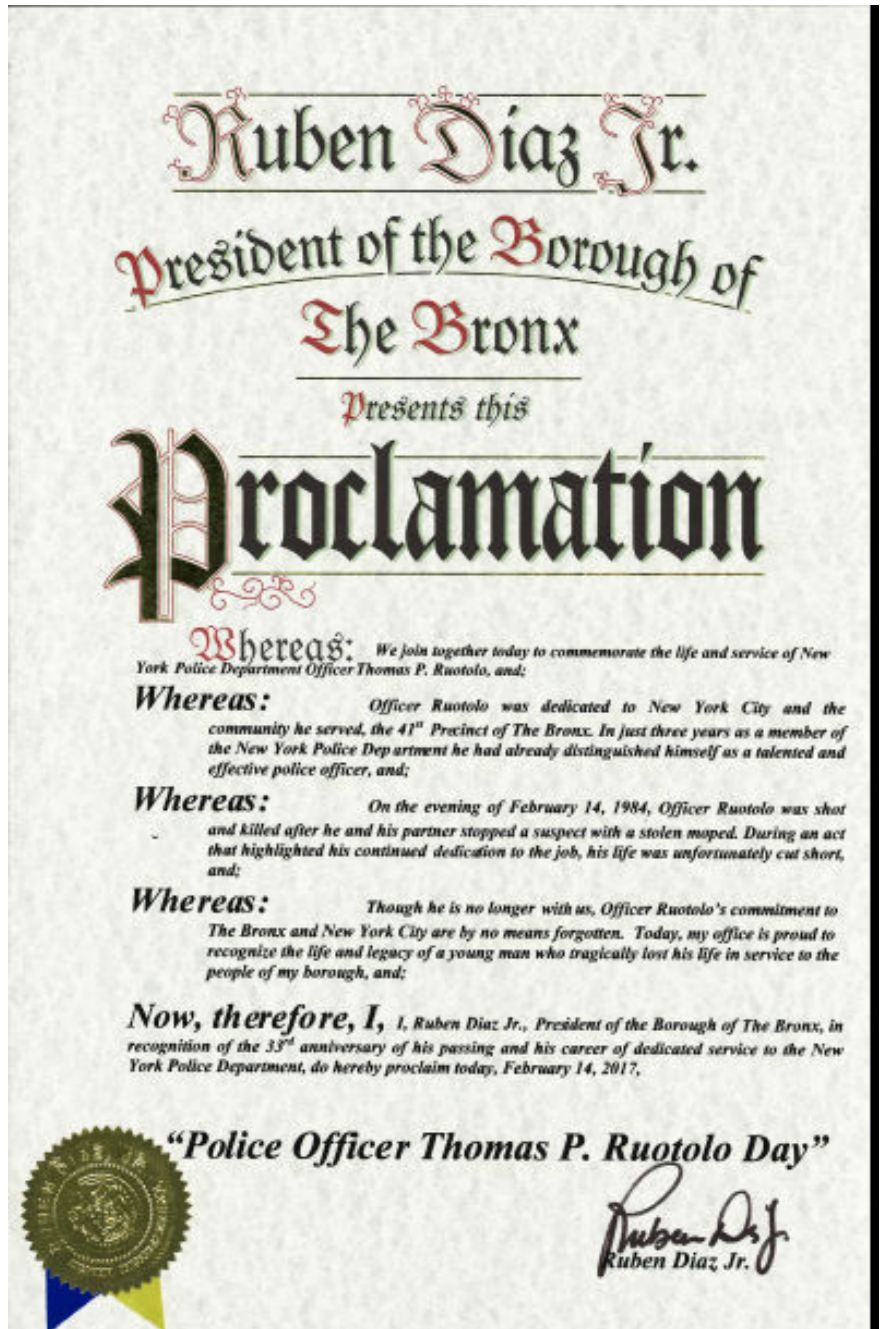 Ruben Diaz Jr.
President of the Borough of
The Bronx
Presents this
Proclamation
Whereas: We join together today to commemorate the life and service of New
York Police Department Officer Thomas P. Ruotolo, and;
Whereas: Officer Ruotolo was dedicated to New York City and the
community he served, the 41st Precinct of The Bronx. In just three years as a member of
the New York Police Department he had already distinguished himself as a talented and
effective police officer, and;
Whereas: On the evening of February 14, 1984, Officer Ruotolo was shot
and killed after he and his partner stopped a suspect with a stolen moped. During an act
that highlighted his continued dedication to the job, his life was unfortunately cut short,
and;
Whereas: Though he is no longer with us, Officer Ruotolo's commitment to
The Bronx and New York City are by no means forgotten. Today, my office is proud to
recognize the life and legacy of a young man who tragically lost his life in service to the
people of my borough, and;
Now, therefore, I, I, Ruben Diaz Jr., President of the Borough of The Bronx, in
recognition of the 33rd anniversary of his passing and his career of dedicated service to the New
York Police Department, do hereby proclaim today, February 14, 2017,
“Police Officer Thomas P. Ruotolo Day”
Ruben Diaz Jr.